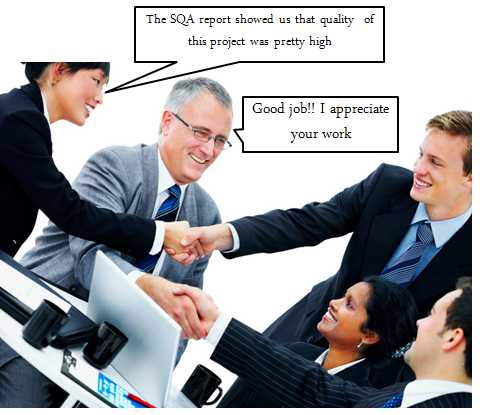 The SQA report showed us that quality of
this project was pretty high
Good job!! I appreciate
your work